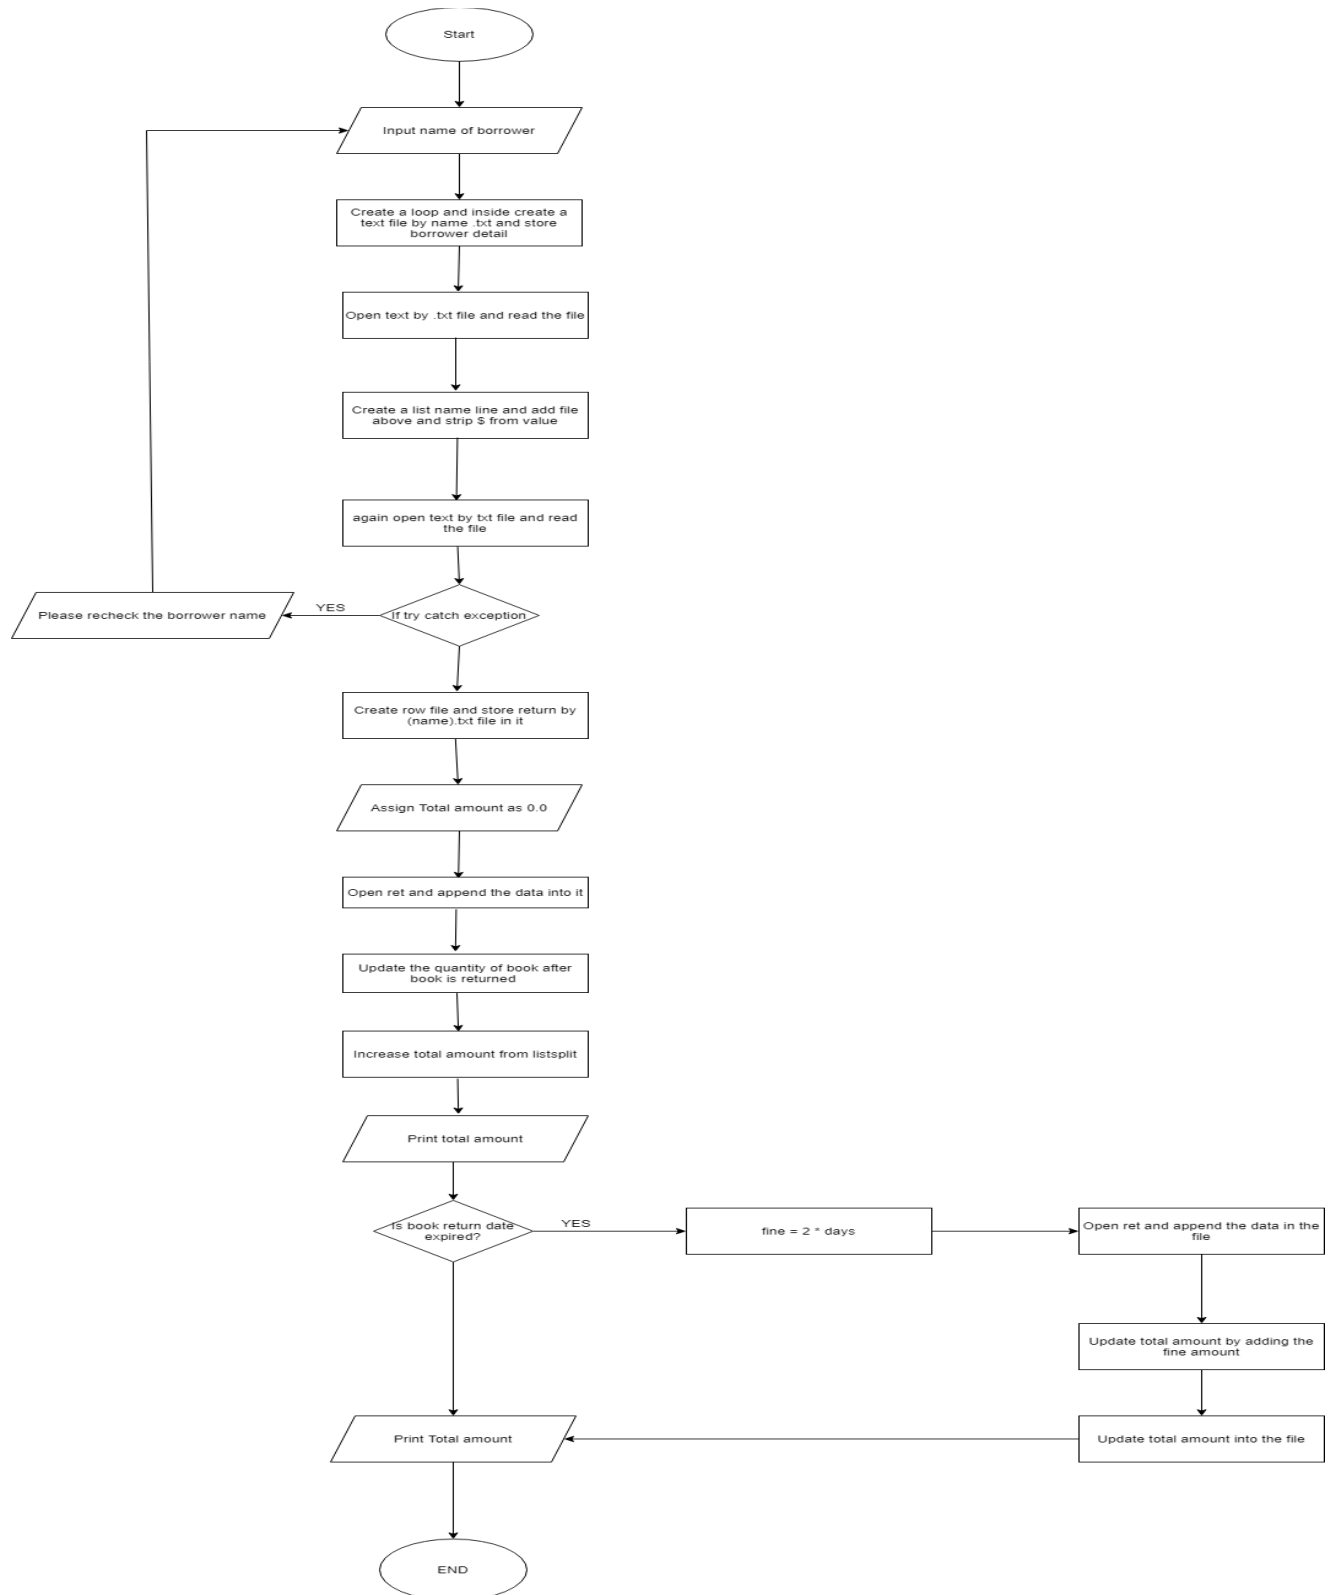 Start
Input name of borrower
Create a loop and inside create a
text file by name .txt and store
borrower detail
Open text by .txt file and read the file
Create a list name line and add file
above and strip $ from value
again open text by txt file and read
the file
Please recheck the borrower name
YES
If try catch exception
Create row file and store return by
(name).txt file in it
Assign Total amount as 0.0
Open ret and append the data into it
Update the quantity of book after
book is returned
Increase total amount from listsplit
Print total amount
Is book return date
expired?
YES
fine = 2 * days
Open ret and append the data in the
file
Update total amount by adding the
fine amount
Print Total amount
Update total amount into the file
END